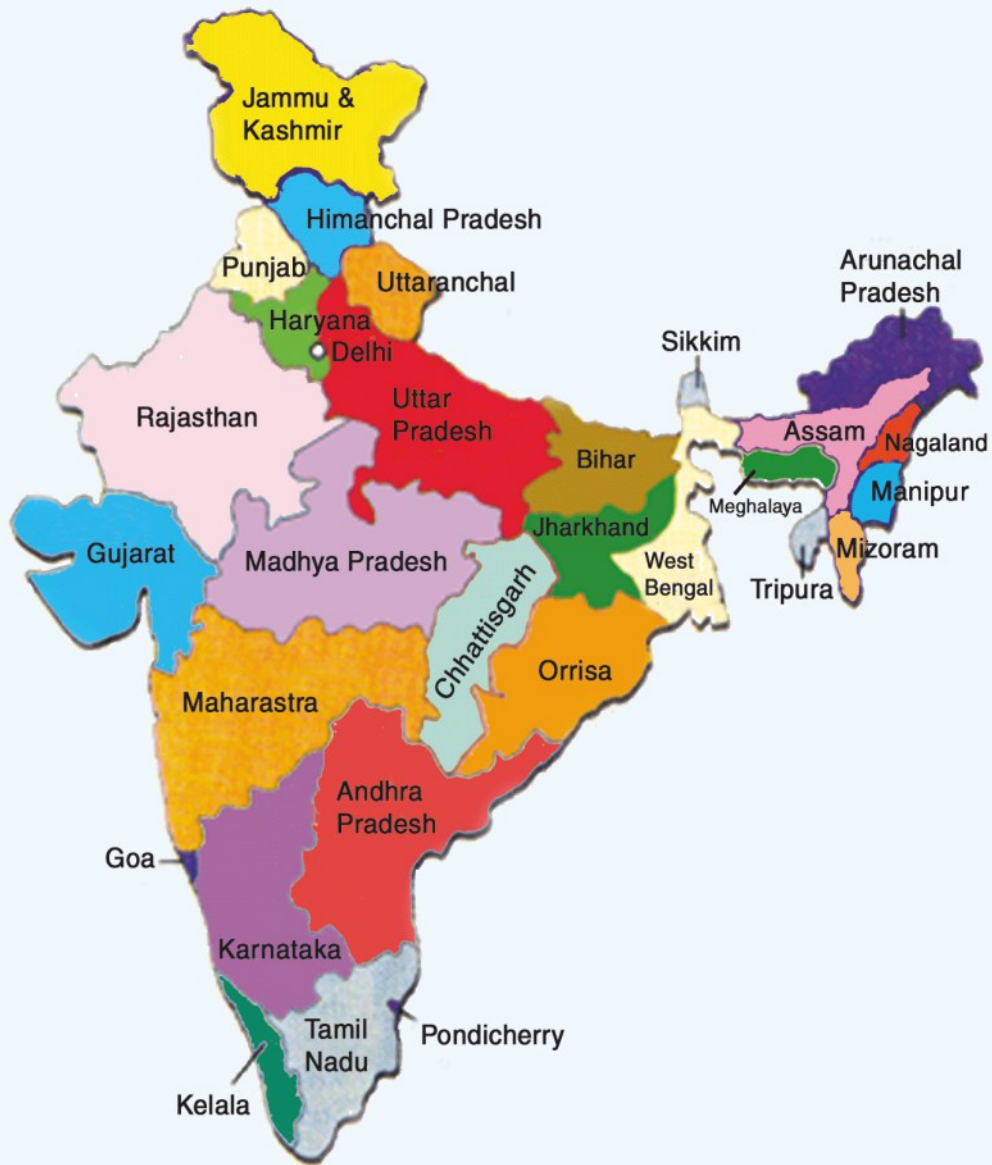 Jammu &
Kashmir
Himanchal Pradesh
Punjab
Uttaranchal
Arunachal
Pradesh
Haryana
Delhi
Sikkim
Rajasthan
Uttar
Pradesh
Assam
Nagaland
Bihar
Meghalaya
Manipur
Jharkhand
Gujarat
Madhya Pradesh
West
Bengal
Mizoram
Tripura
Chhattisgarh
Orrisa
Maharastra
Andhra
Pradesh
Goa
Karnataka
Tamil
Nadu
Pondicherry
Kelala